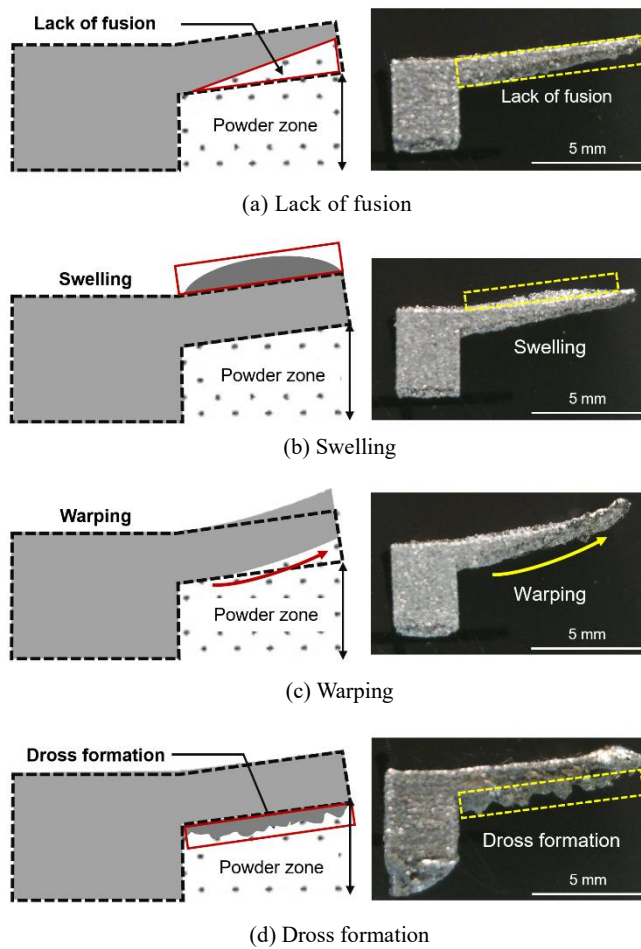 Lack of fusion
Powder zone
Lack of fusion
5 mm
(a) Lack of fusion
Swelling
Powder zone
Swelling
5 mm
(b) Swelling
Warping
Powder zone
Warping
5 mm
(c) Warping
Dross formation
Powder zone
Dross formation
5 mm
(d) Dross formation